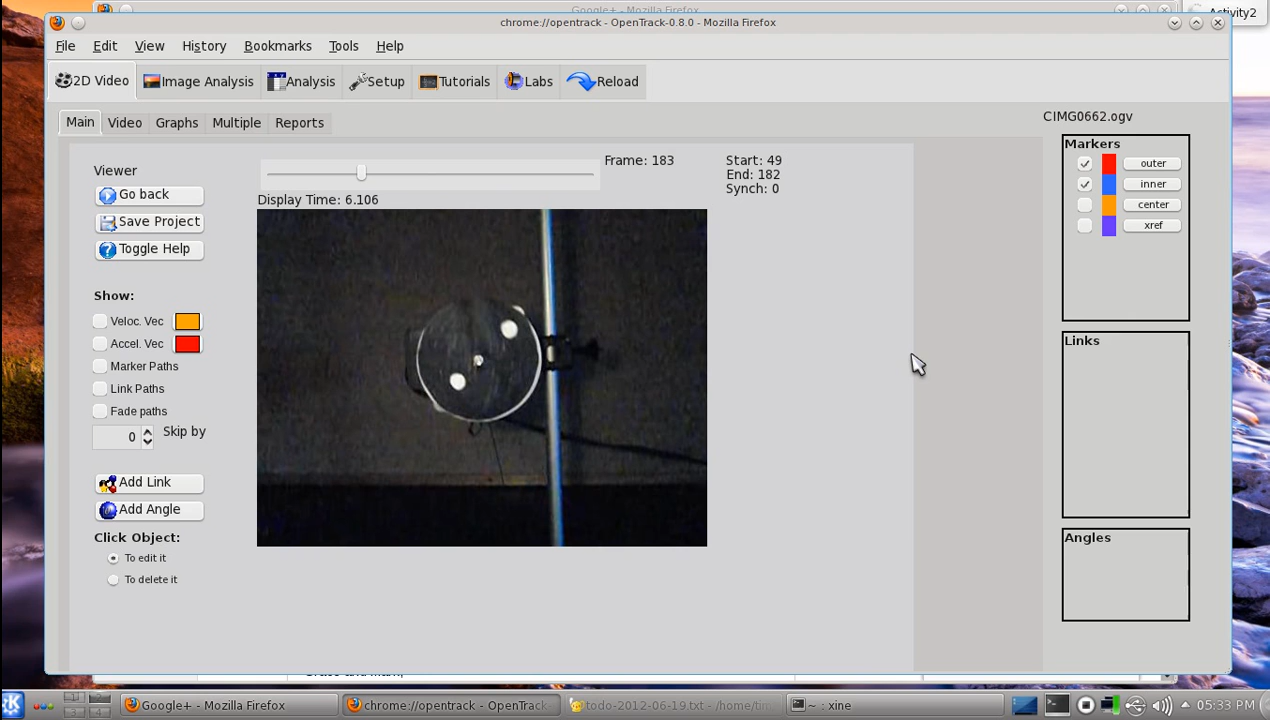 Google+ - Mozilla Firefox
Activity2
chrome://opentrack - OpenTrack-0.8.0 - Mozilla Firefox
File Edit View History Bookmarks Tools Help
2D Video Image Analysis Analysis Setup Tutorials Labs Reload
Main Video Graphs Multiple Reports
CIMG0662.ogv
Viewer
Go back
Save Project
Toggle Help
Show:
Veloc. Vec
Accel. Vec
Marker Paths
Link Paths
Fade paths
0 Skip by
Add Link
Add Angle
Click Object:
To edit it
To delete it
Frame: 183
Display Time: 6.106
Start: 49
End: 182
Synch: 0
Markers
outer
inner
center
xref
Links
Angles
Google+ - Mozilla Firefox
chrome://opentrack - OpenTrack-
todo-2012-06-19.txt - /home/tim
~ : xine
05:33 PM